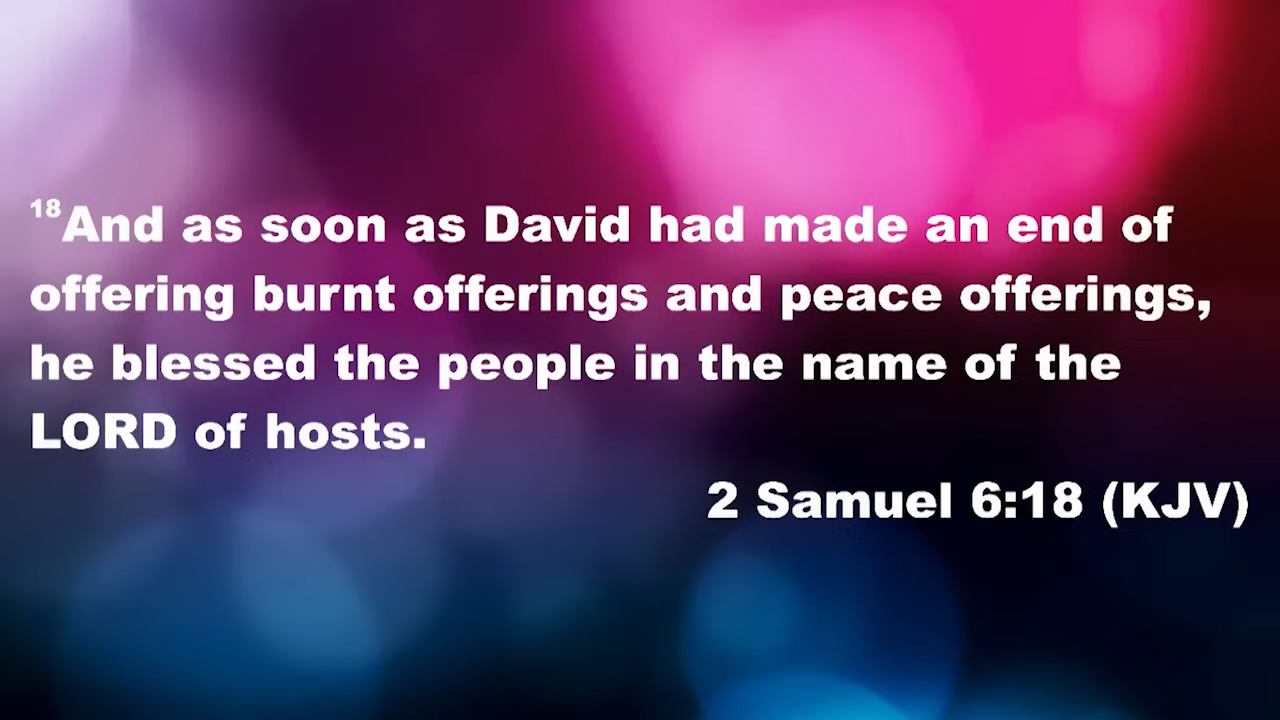 18And as soon as David had made an end of
offering burnt offerings and peace offerings,
he blessed the people in the name of the
LORD of hosts.
2 Samuel 6:18 (KJV)